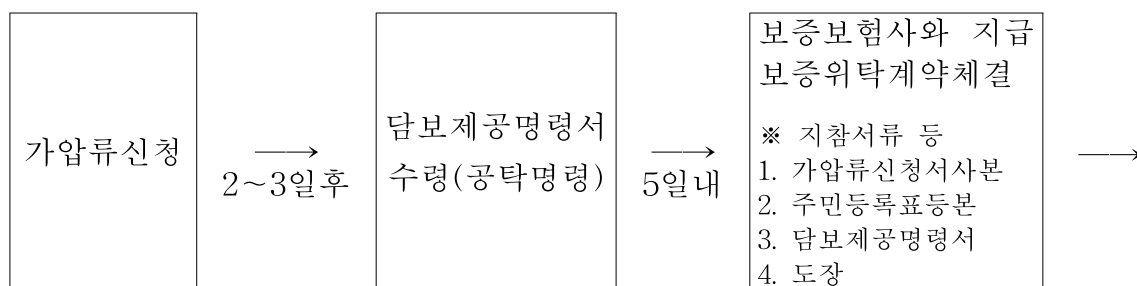 가압류신청
──→
2~3일후
담보제공명령서
수령(공탁명령)
──→
5일내
보증보험사와 지급
보증위탁계약체결
※ 지참서류 등
1. 가압류신청서사본
2. 주민등록표등본
3. 담보제공명령서
4. 도장
──→